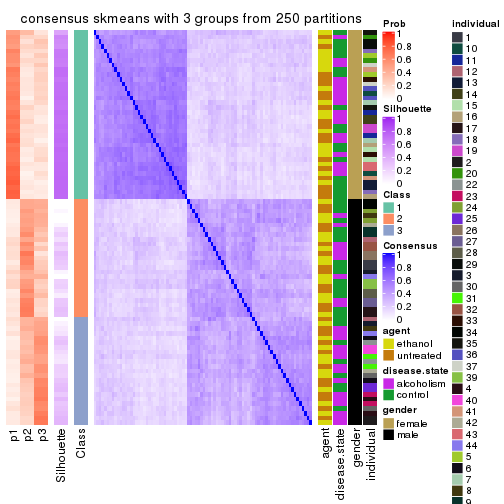 consensus skmeans with 3 groups from 250 partitions
p1
p2
p3
Silhouette
Class
agent
disease.state
gender
individual
Prob
1
0.8
0.6
0.4
0.2
0
Silhouette
1
0.8
0.6
0.4
0.2
0
Class
1
2
3
Consensus
1
0.8
0.6
0.4
0.2
0
agent
ethanol
untreated
disease.state
alcoholism
control
gender
female
male
individual
1
10
11
12
13
14
15
16
17
18
19
2
20
22
23
24
25
26
27
28
29
3
30
31
32
33
34
35
36
37
39
4
40
41
42
43
44
5
6
7
8
9